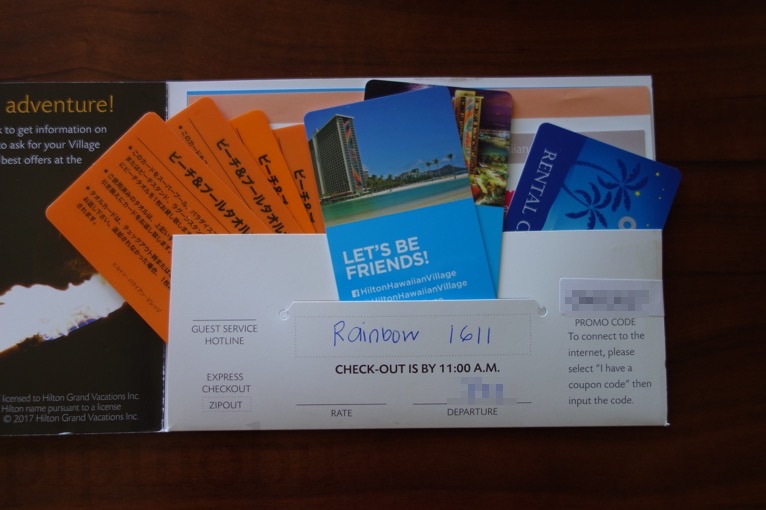 adventure!
to get information on
to ask for your Village
best offers at the
licensed to Hilton Grand Vacations Inc.
Hilton name pursuant to a license
© 2017 Hilton Grand Vacations Inc.
ビーチ&プールタオル
ビーチ&プールタオル
ビーチ&プ
ビーチ&
LET'S BE
FRIENDS!
HiltonHawaiianVillage
HiltonHawaiianVillage
RENTAL C
GUEST SERVICE
HOTLINE
EXPRESS
CHECKOUT
ZIPOUT
Rainbow 1611
CHECK-OUT IS BY 11:00 A.M.
RATE
DEPARTURE
PROMO CODE
To connect to the
internet, please
select "I have a
coupon code" then
input the code.